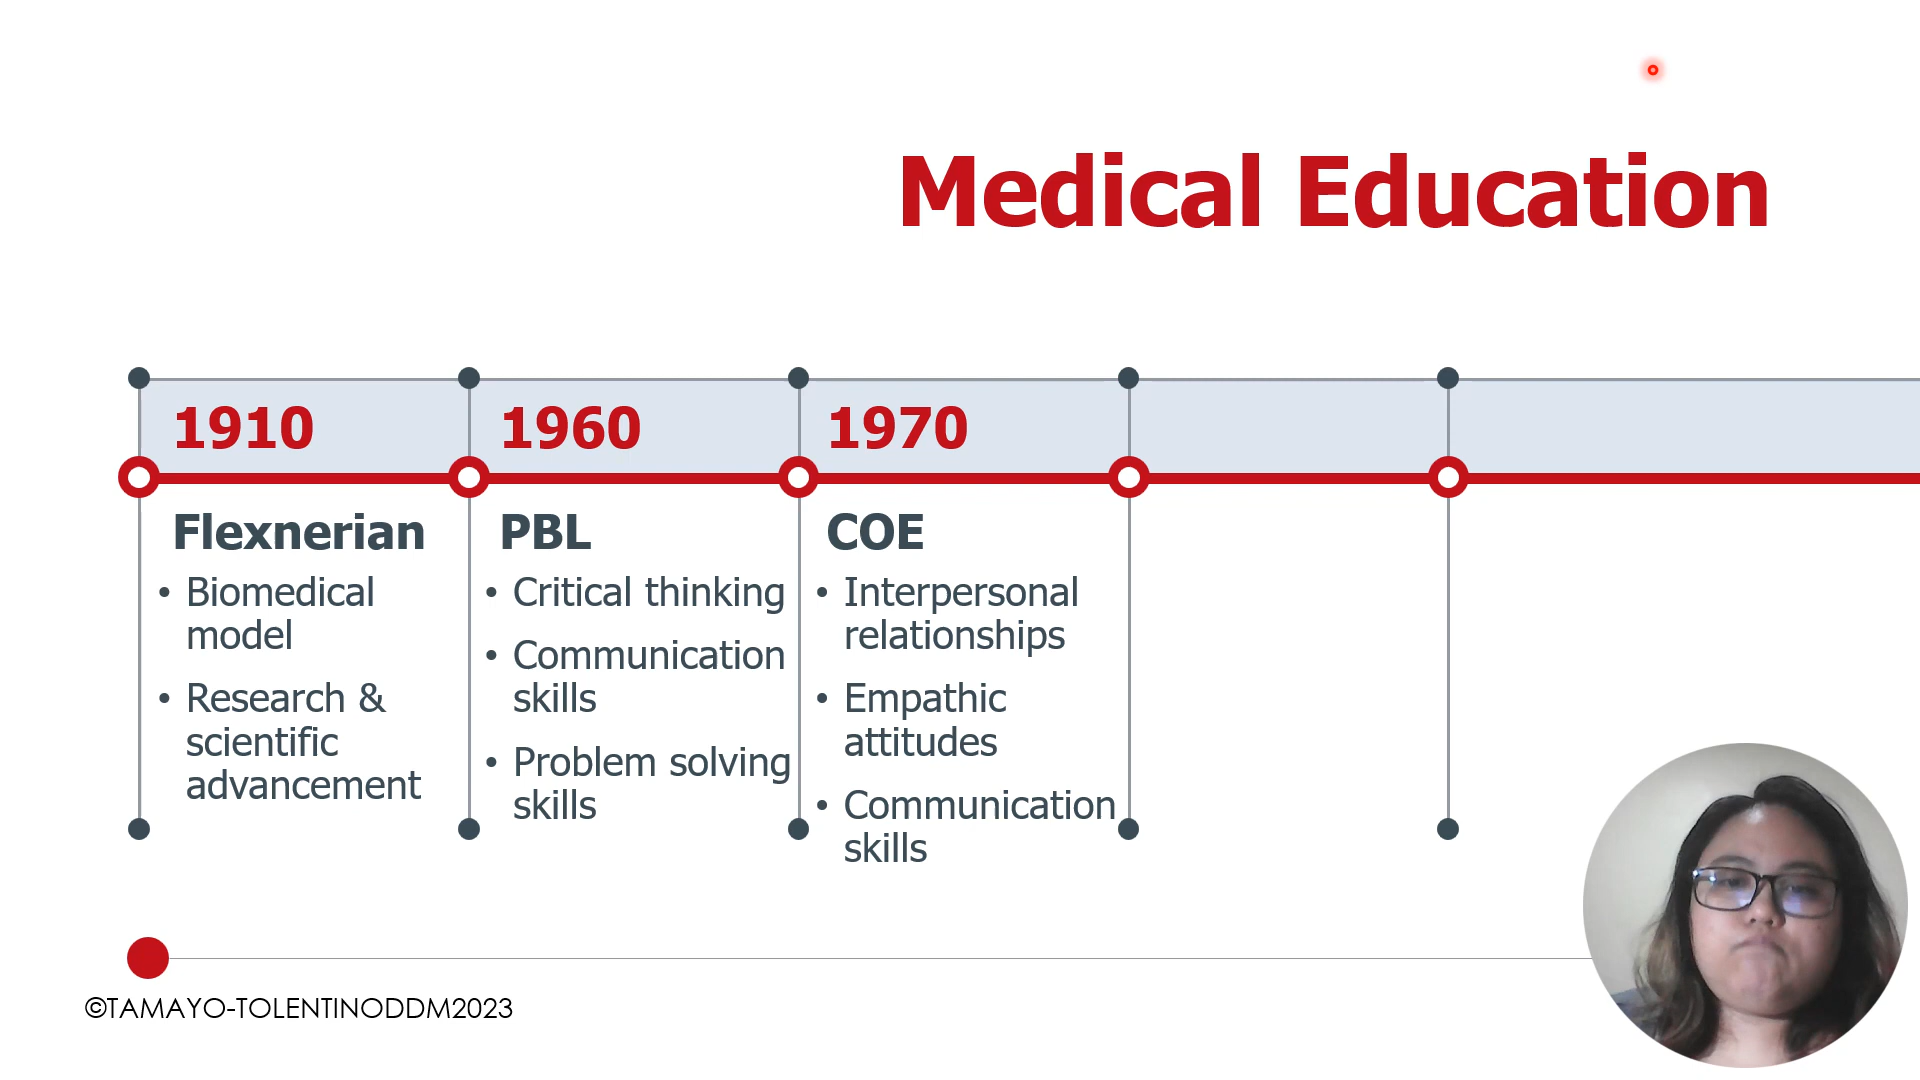 Medical Education
1910
1960
1970
Flexnerian
• Biomedical
model
• Research &
scientific
advancement
PBL
• Critical thinking
• Communication
skills
• Problem solving
skills
COE
• Interpersonal
relationships
• Empathic
attitudes
• Communication
skills
©TAMAYO-TOLENTINODDM2023